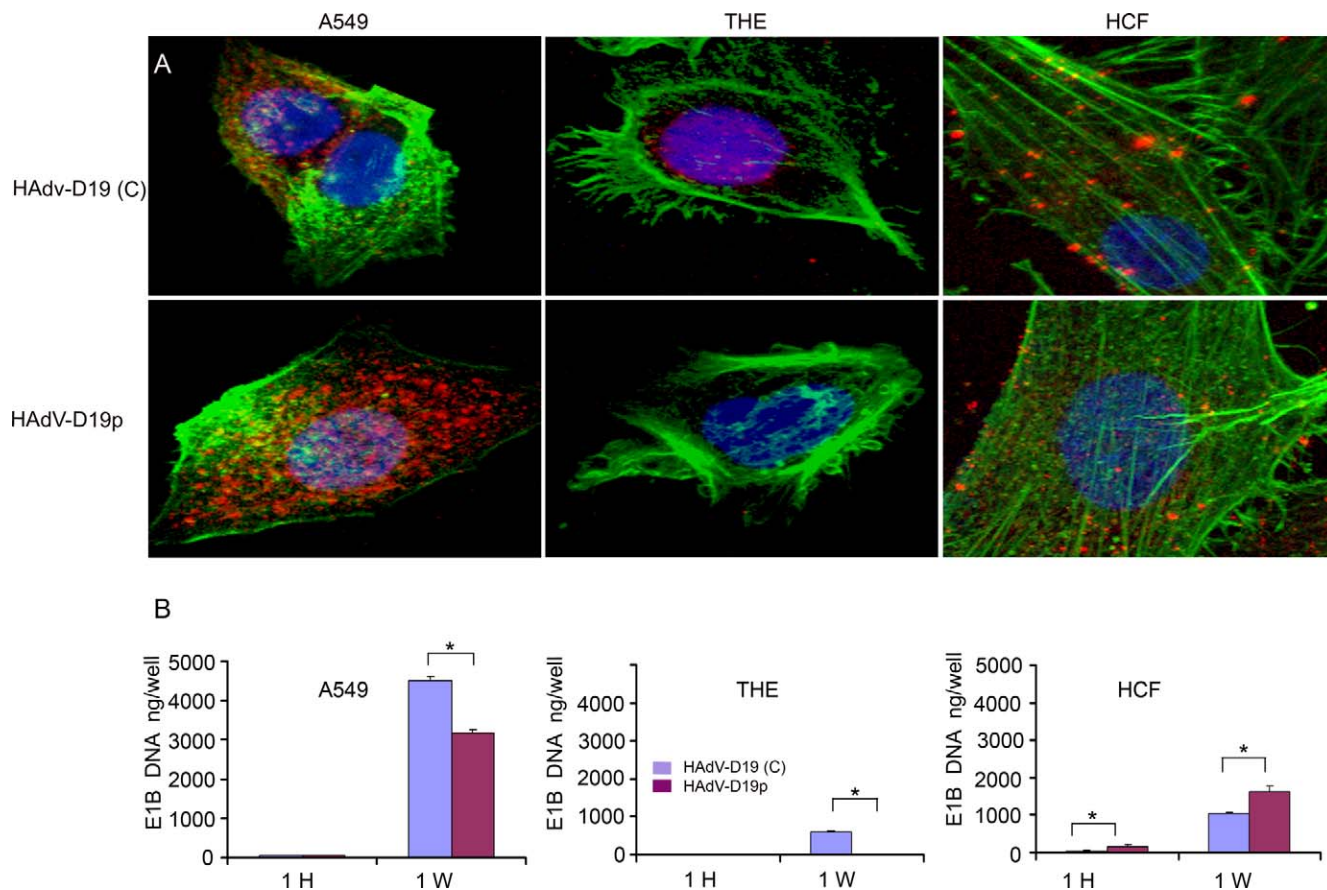 A549 THE HCF
A
HAdv-D19 (C)
HAdV-D19p
B
E1B DNA ng/well
5000
4000
3000
2000
1000
0
A549
*
1 H 1 W
E1B DNA ng/well
5000
4000
3000
2000
1000
0
THE
HAdV-D19 (C)
HAdV-D19p
*
1 H 1 W
E1B DNA ng/well
5000
4000
3000
2000
1000
0
HCF
*
*
1 H 1 W